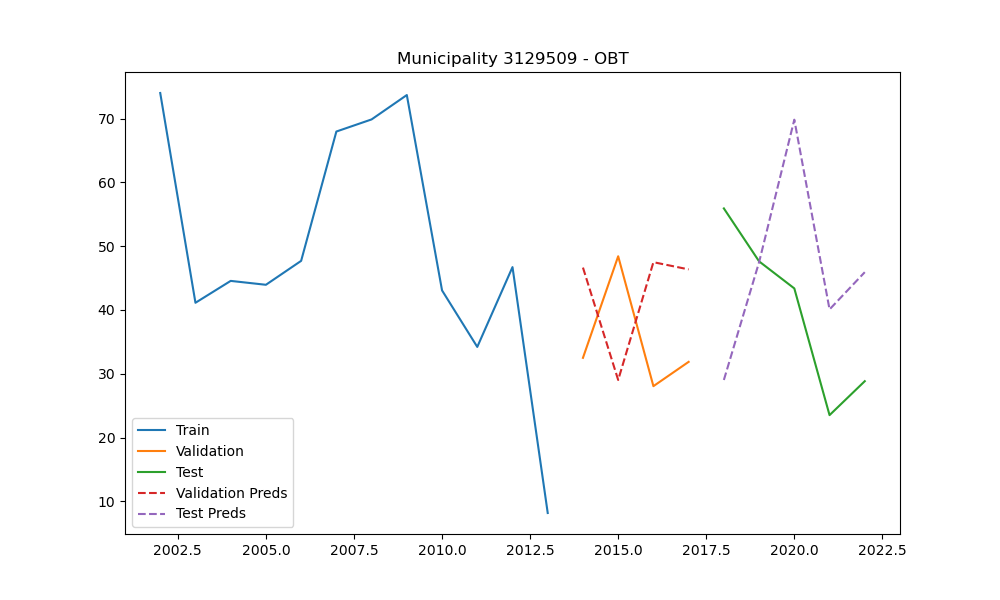 Municipality 3129509 - OBT
70
60
50
40
30
20
10
Train
Validation
Test
Validation Preds
Test Preds
2002.5 2005.0 2007.5 2010.0 2012.5 2015.0 2017.5 2020.0 2022.5